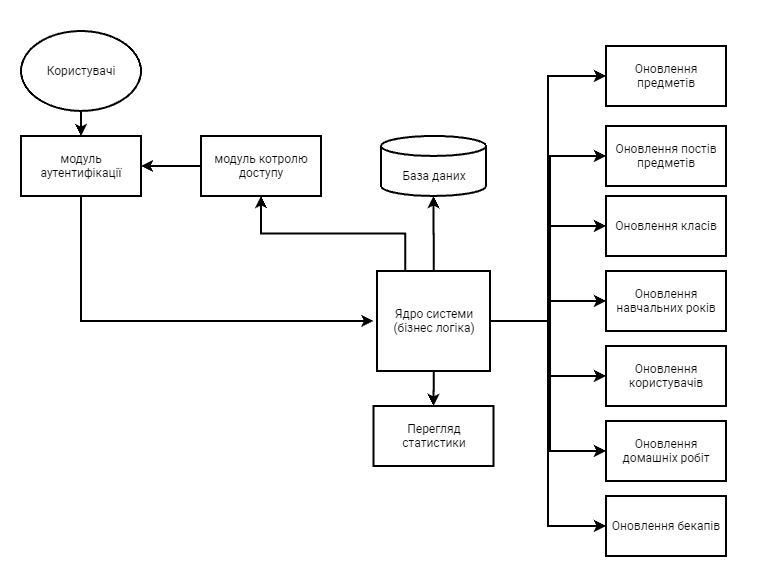 Користувачі
модуль
аутентифікації
модуль котролю
доступу
База даних
Ядро системи
(бізнес логіка)
Перегляд
статистики
Оновлення
предметів
Оновлення постів
предметів
Оновлення класів
Оновлення
навчальних років
Оновлення
користувачів
Оновлення
домашніх робіт
Оновлення бекапів